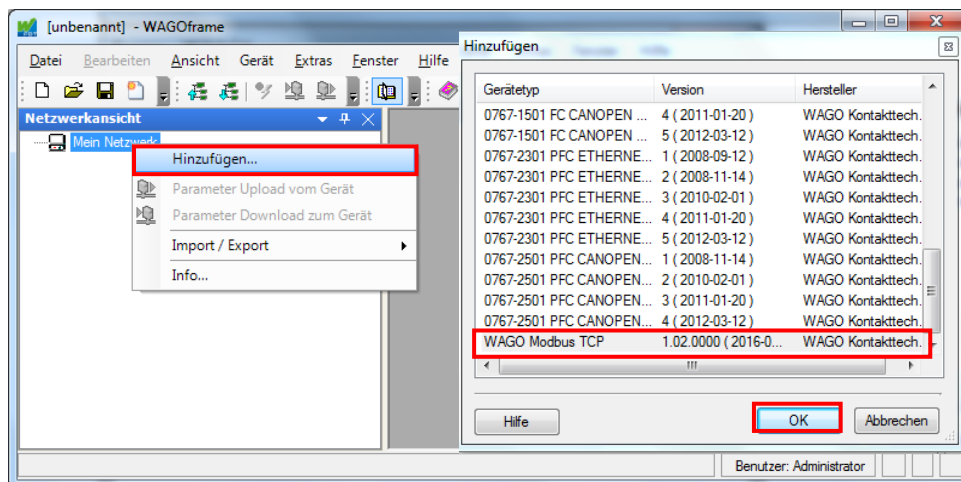 [unbenannt] - WAGOframe
Datei Bearbeiten Ansicht Gerät Extras Fenster Hilfe
Netzwerkansicht
Mein Netzwerk
Hinzufügen...
Parameter Upload vom Gerät
Parameter Download zum Gerät
Import / Export
Info...
Hinzufügen
Gerätetyp Version Hersteller
0767-1501 FC CANOPEN ... 4 ( 2011-01-20 ) WAGO Kontakttech.
0767-1501 FC CANOPEN ... 5 ( 2012-03-12 ) WAGO Kontakttech.
0767-2301 PFC ETHERNE... 1 ( 2008-09-12 ) WAGO Kontakttech.
0767-2301 PFC ETHERNE... 2 ( 2008-11-14 ) WAGO Kontakttech.
0767-2301 PFC ETHERNE... 3 ( 2010-02-01 ) WAGO Kontakttech.
0767-2301 PFC ETHERNE... 4 ( 2011-01-20 ) WAGO Kontakttech.
0767-2301 PFC ETHERNE... 5 ( 2012-03-12 ) WAGO Kontakttech.
0767-2501 PFC CANOPEN... 1 ( 2008-11-14 ) WAGO Kontakttech.
0767-2501 PFC CANOPEN... 2 ( 2010-02-01 ) WAGO Kontakttech.
0767-2501 PFC CANOPEN... 3 ( 2011-01-20 ) WAGO Kontakttech.
0767-2501 PFC CANOPEN... 4 ( 2012-03-12 ) WAGO Kontakttech.
WAGO Modbus TCP 1.02.0000 ( 2016-0... WAGO Kontakttech.
Hilfe OK Abbrechen
Benutzer: Administrator